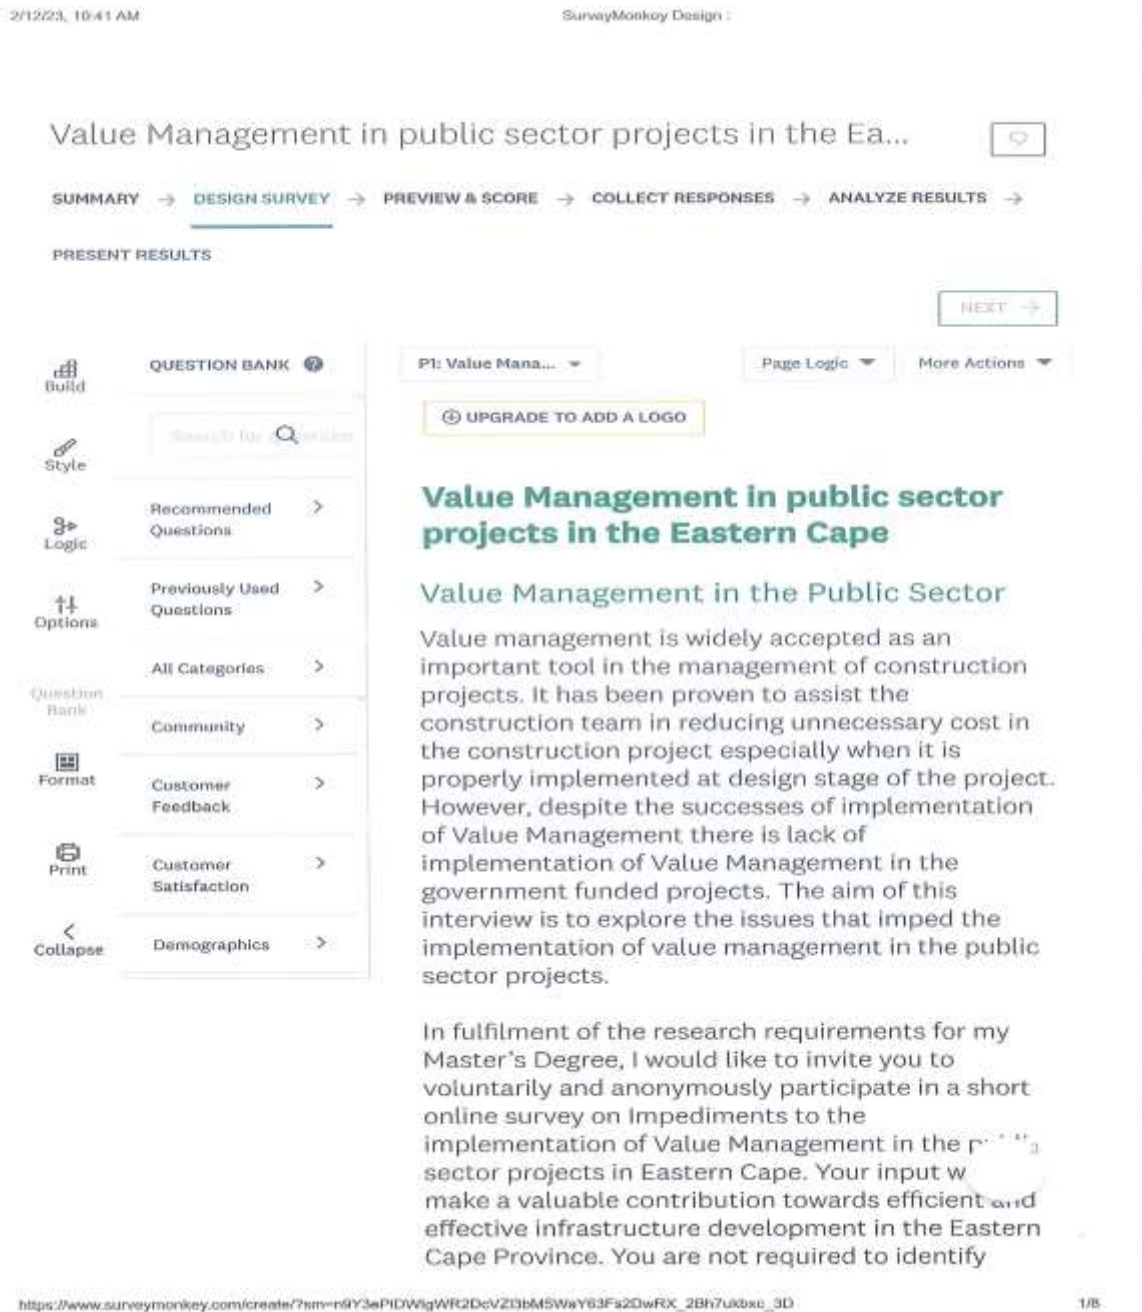 2/12/23, 10:41 AM
SurveyMonkey Design :
Value Management in public sector projects in the Ea...
SUMMARY → DESIGN SURVEY → PREVIEW & SCORE → COLLECT RESPONSES → ANALYZE RESULTS →
PRESENT RESULTS
NEXT →
Build
Style
Logic
Options
Question
Bank
Format
Print
Collapse
QUESTION BANK
Search for
Recommended
Questions
Previously Used
Questions
All Categories
Community
Customer
Feedback
Customer
Satisfaction
Demographics
P1: Value Mana...
Page Logic
More Actions
UPGRADE TO ADD A LOGO
Value Management in public sector
projects in the Eastern Cape
Value Management in the Public Sector
Value management is widely accepted as an
important tool in the management of construction
projects. It has been proven to assist the
construction team in reducing unnecessary cost in
the construction project especially when it is
properly implemented at design stage of the project.
However, despite the successes of implementation
of Value Management there is lack of
implementation of Value Management in the
government funded projects. The aim of this
interview is to explore the issues that imped the
implementation of value management in the public
sector projects.
In fulfilment of the research requirements for my
Master's Degree, I would like to invite you to
voluntarily and anonymously participate in a short
online survey on Impediments to the
implementation of Value Management in the
sector projects in Eastern Cape. Your input w
make a valuable contribution towards efficient and
effective infrastructure development in the Eastern
Cape Province. You are not required to identify
1/8